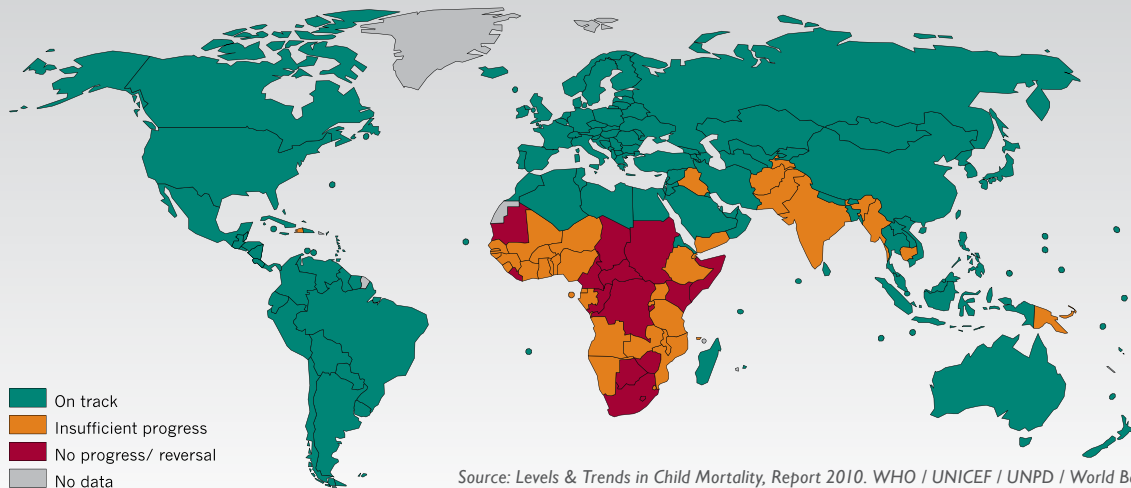 On track
Insufficient progress
No progress/ reversal
No data
Source: Levels & Trends in Child Mortality, Report 2010. WHO / UNICEF / UNPD / World